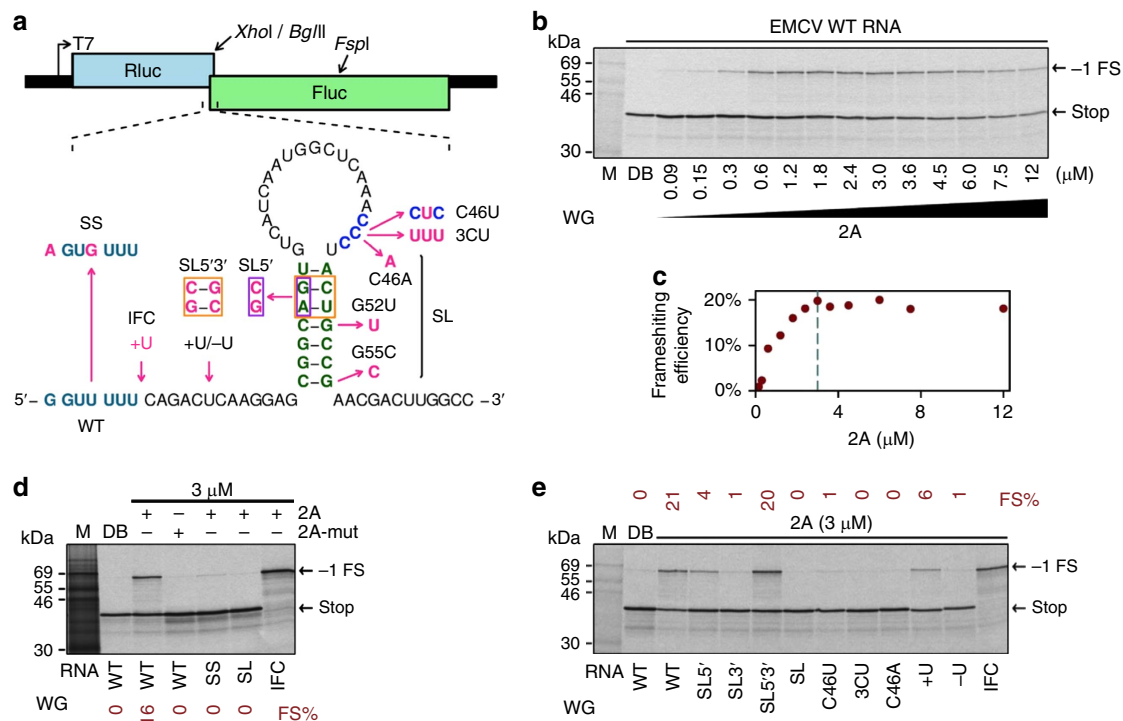 a
T7
XhoI / BglII
FspI
Rluc
Fluc
GUCAUCACAAUGGCUCAAACCCU
SS
A GUG UUU
SL5′3′
SL5′
C–G
G–C
C
G
CUC
C46U
UUU
3CU
A
C46A
U–A
G–C
A–U
C–G
G–C
G–C
C–G
G52U
U
G55C
C
SL
IFC
+U
+U/–U
5′– G GUU UUU CAGACUCAAGGAG AACGACUUGGCC –3′
WT
b
EMCV WT RNA
kDa
69
55
46
30
–1 FS
Stop
M DB 0.09 0.15 0.3 0.6 1.2 1.8 2.4 3.0 3.6 4.5 6.0 7.5 12 (μM)
WG
2A
c
Frameshiting efficiency
20%
10%
0%
0 4 8 12
2A (μM)
d
3 μM
+ – + + + 2A
M DB – + – – – 2A-mut
kDa
69
55
46
30
–1 FS
Stop
RNA WT WT WT SS SL IFC
WG 0 16 0 0 0 FS%
e
0 21 4 1 20 0 1 0 0 6 1 FS%
M DB 2A (3 μM)
kDa
69
55
46
30
–1 FS
Stop
RNA WT WT SL5′ SL3′ SL5′3′ SL C46U 3CU C46A +U –U IFC
WG